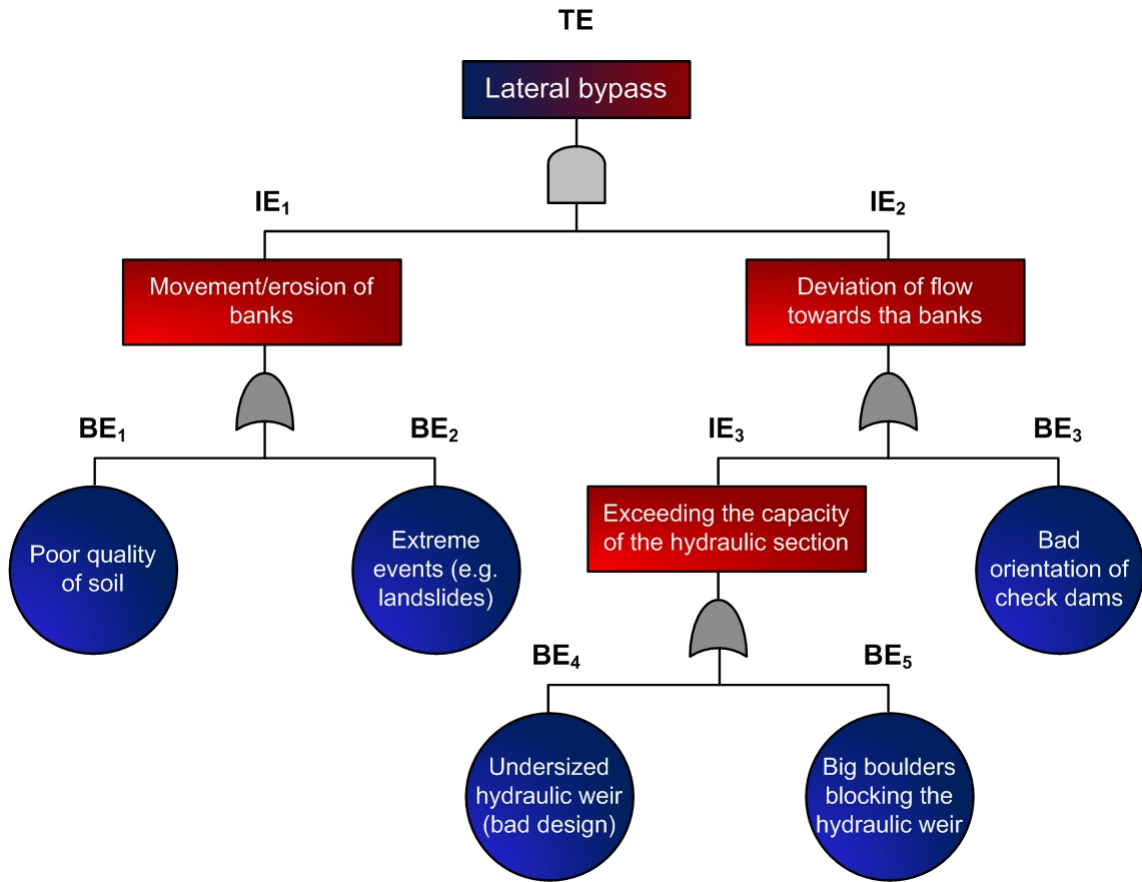 TE
Lateral bypass
IE₁
IE₂
Movement/erosion of
banks
Deviation of flow
towards tha banks
BE₁
BE₂
IE₃
BE₃
Poor quality
of soil
Extreme
events (e.g.
landslides)
Exceeding the capacity
of the hydraulic section
Bad
orientation of
check dams
BE₄
BE₅
Undersized
hydraulic weir
(bad design)
Big boulders
blocking the
hydraulic weir